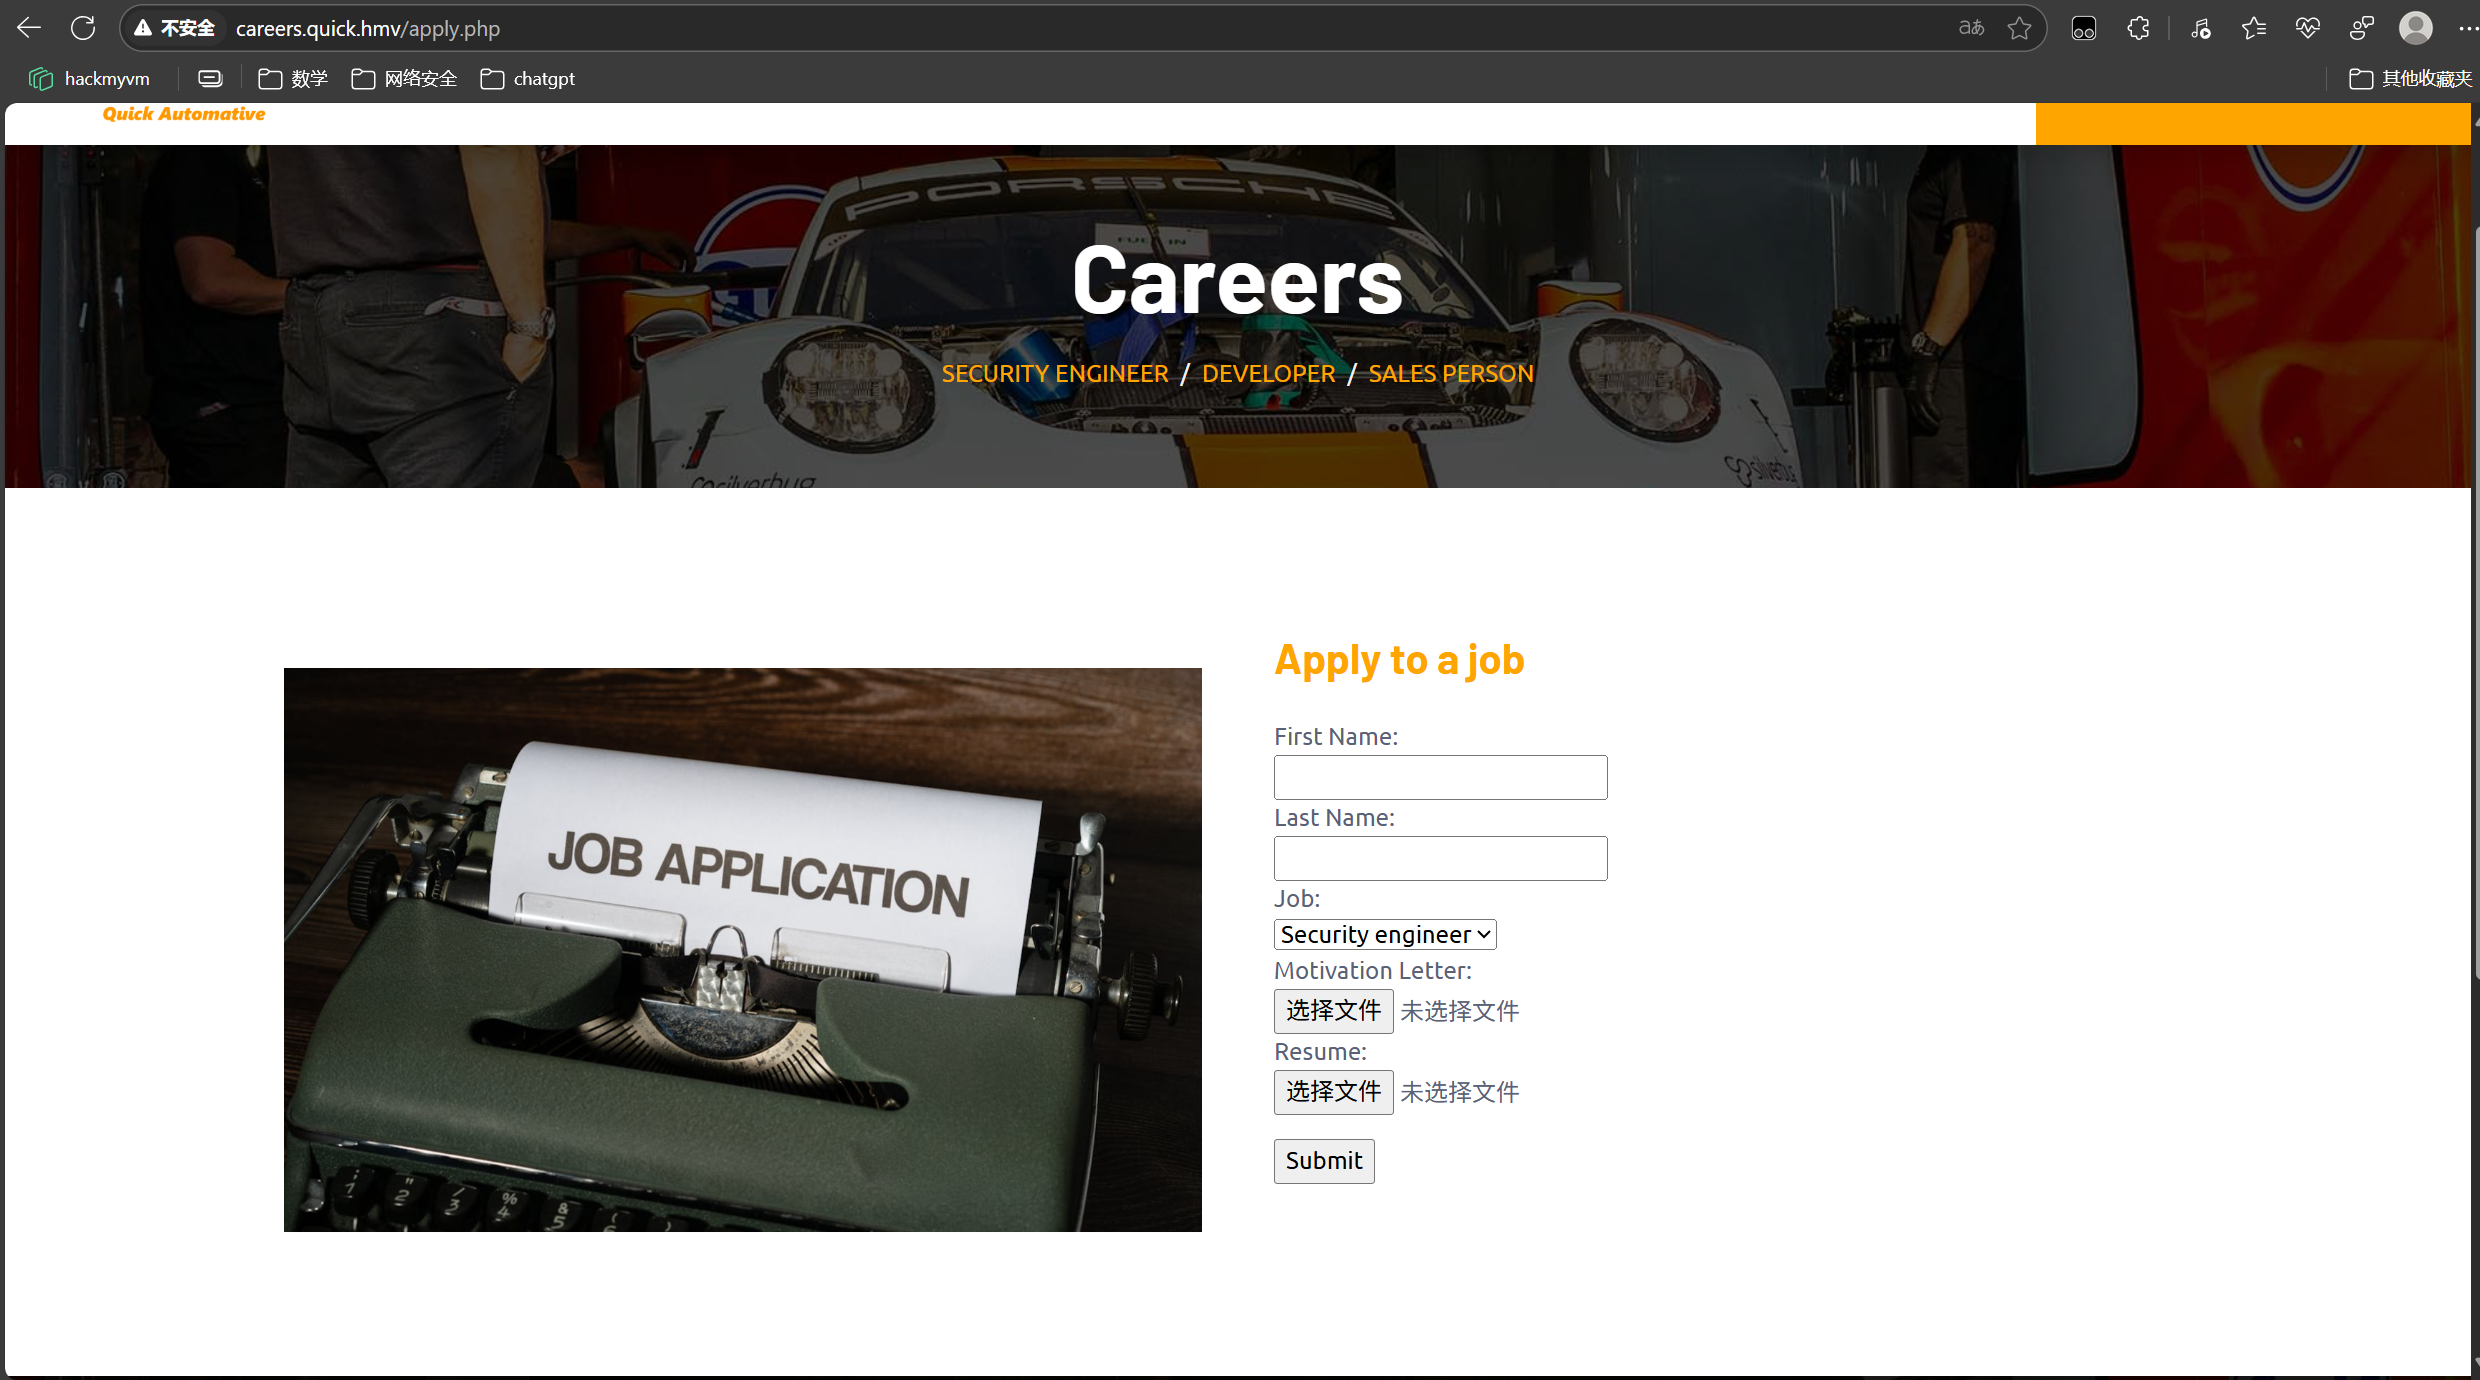 不安全 careers.quick.hmv/apply.php
hackmyvm 数学 网络安全 chatgpt 其他收藏夹
Quick Automative
PORSCHE
FUEL IN
Careers
SECURITY ENGINEER / DEVELOPER / SALES PERSON
Apply to a job
First Name:
Last Name:
JOB APPLICATION
Job:
Security engineer
Motivation Letter:
选择文件 未选择文件
Resume:
选择文件 未选择文件
Submit